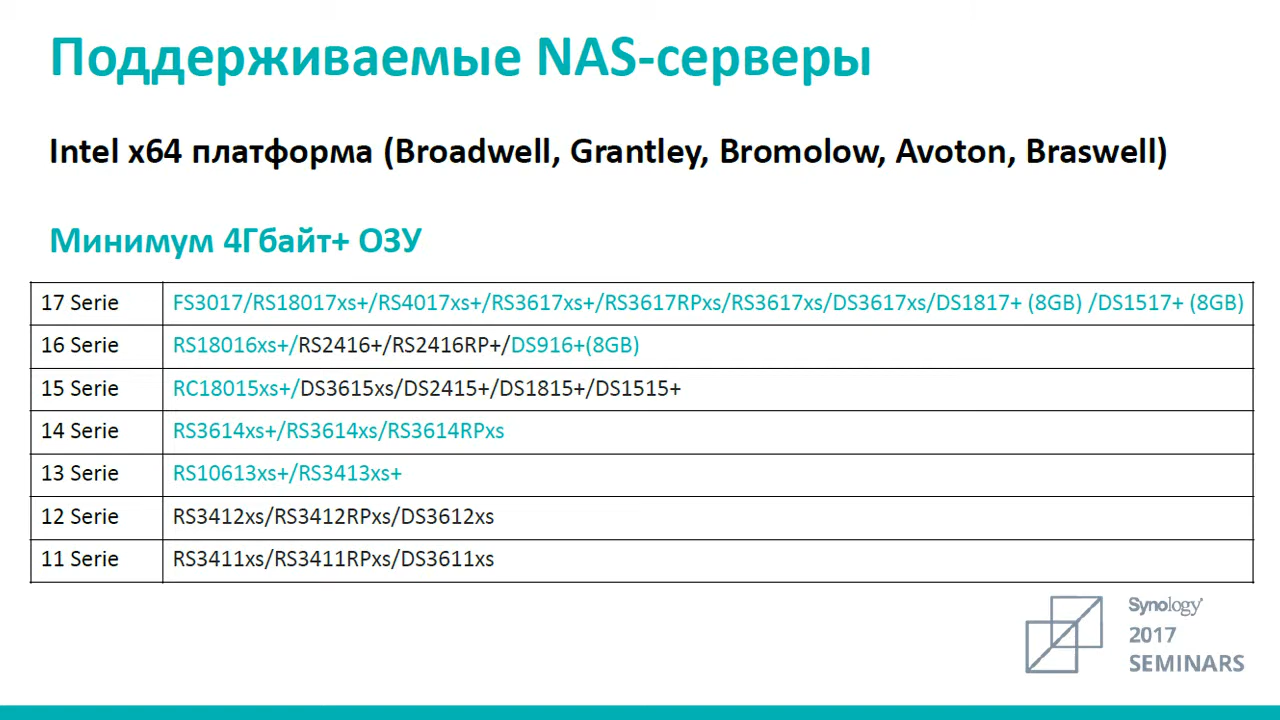 Поддерживаемые NAS-серверы
Intel x64 платформа (Broadwell, Grantley, Bromolow, Avoton, Braswell)
Минимум 4Гбайт+ ОЗУ
17 Serie FS3017/RS18017xs+/RS4017xs+/RS3617xs+/RS3617RPxs/RS3617xs/DS3617xs/DS1817+ (8GB) /DS1517+ (8GB)
16 Serie RS18016xs+/RS2416+/RS2416RP+/DS916+(8GB)
15 Serie RC18015xs+/DS3615xs/DS2415+/DS1815+/DS1515+
14 Serie RS3614xs+/RS3614xs/RS3614RPxs
13 Serie RS10613xs+/RS3413xs+
12 Serie RS3412xs/RS3412RPxs/DS3612xs
11 Serie RS3411xs/RS3411RPxs/DS3611xs
Synology
2017
SEMINARS